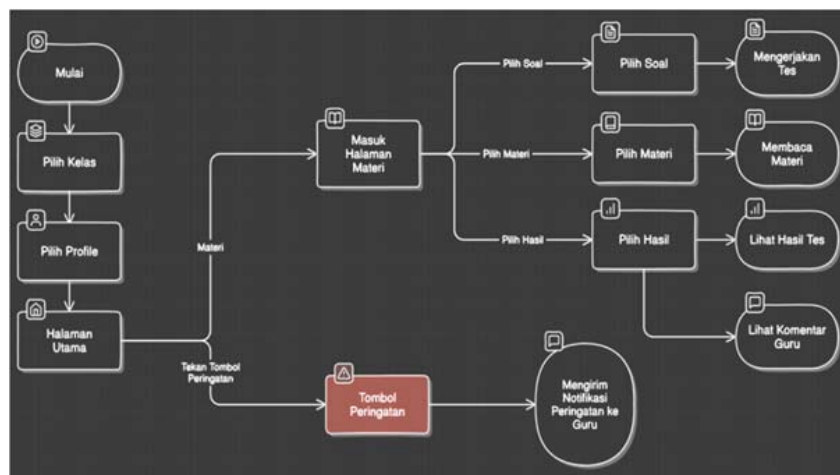 Mulai
Pilih Kelas
Pilih Profile
Halaman
Utama
Materi
Tekan Tombol
Peringatan
Masuk
Halaman
Materi
Pilih Soal
Pilih Soal
Mengerjakan
Tes
Pilih Materi
Pilih Materi
Membaca
Materi
Pilih Hasil
Pilih Hasil
Lihat Hasil Tes
Lihat Komentar
Guru
Tombol
Peringatan
Mengirim
Notifikasi
Peringatan ke
Guru